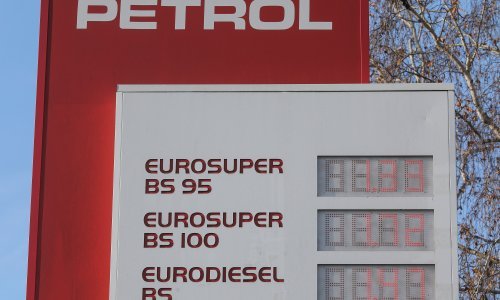 PETROL
EUROSUPER
BS 95
EUROSUPER
BS 100
EURODIESEL
BS